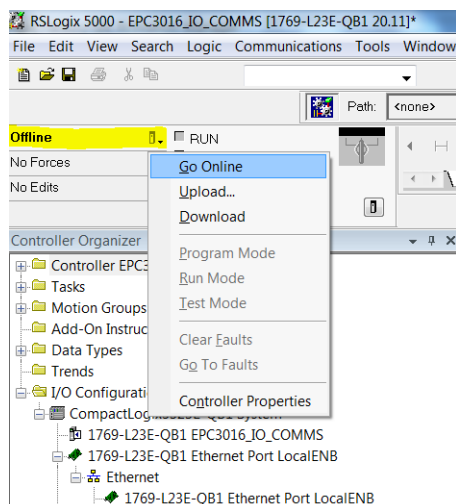 RSLogix 5000 - EPC3016_IO_COMMS [1769-L23E-QB1 20.11]*
File Edit View Search Logic Communications Tools Window
Path: <none>
Offline RUN
No Forces
No Edits
Go Online
Upload...
Download
Program Mode
Run Mode
Test Mode
Clear Faults
Go To Faults
Controller Properties
Controller Organizer
Controller EPC3
Tasks
Motion Groups
Add-On Instruc
Data Types
Trends
I/O Configurati
1769-L23E-QB1 EPC3016_IO_COMMS
1769-L23E-QB1 Ethernet Port LocalENB
Ethernet
1769-L23E-QB1 Ethernet Port LocalENB